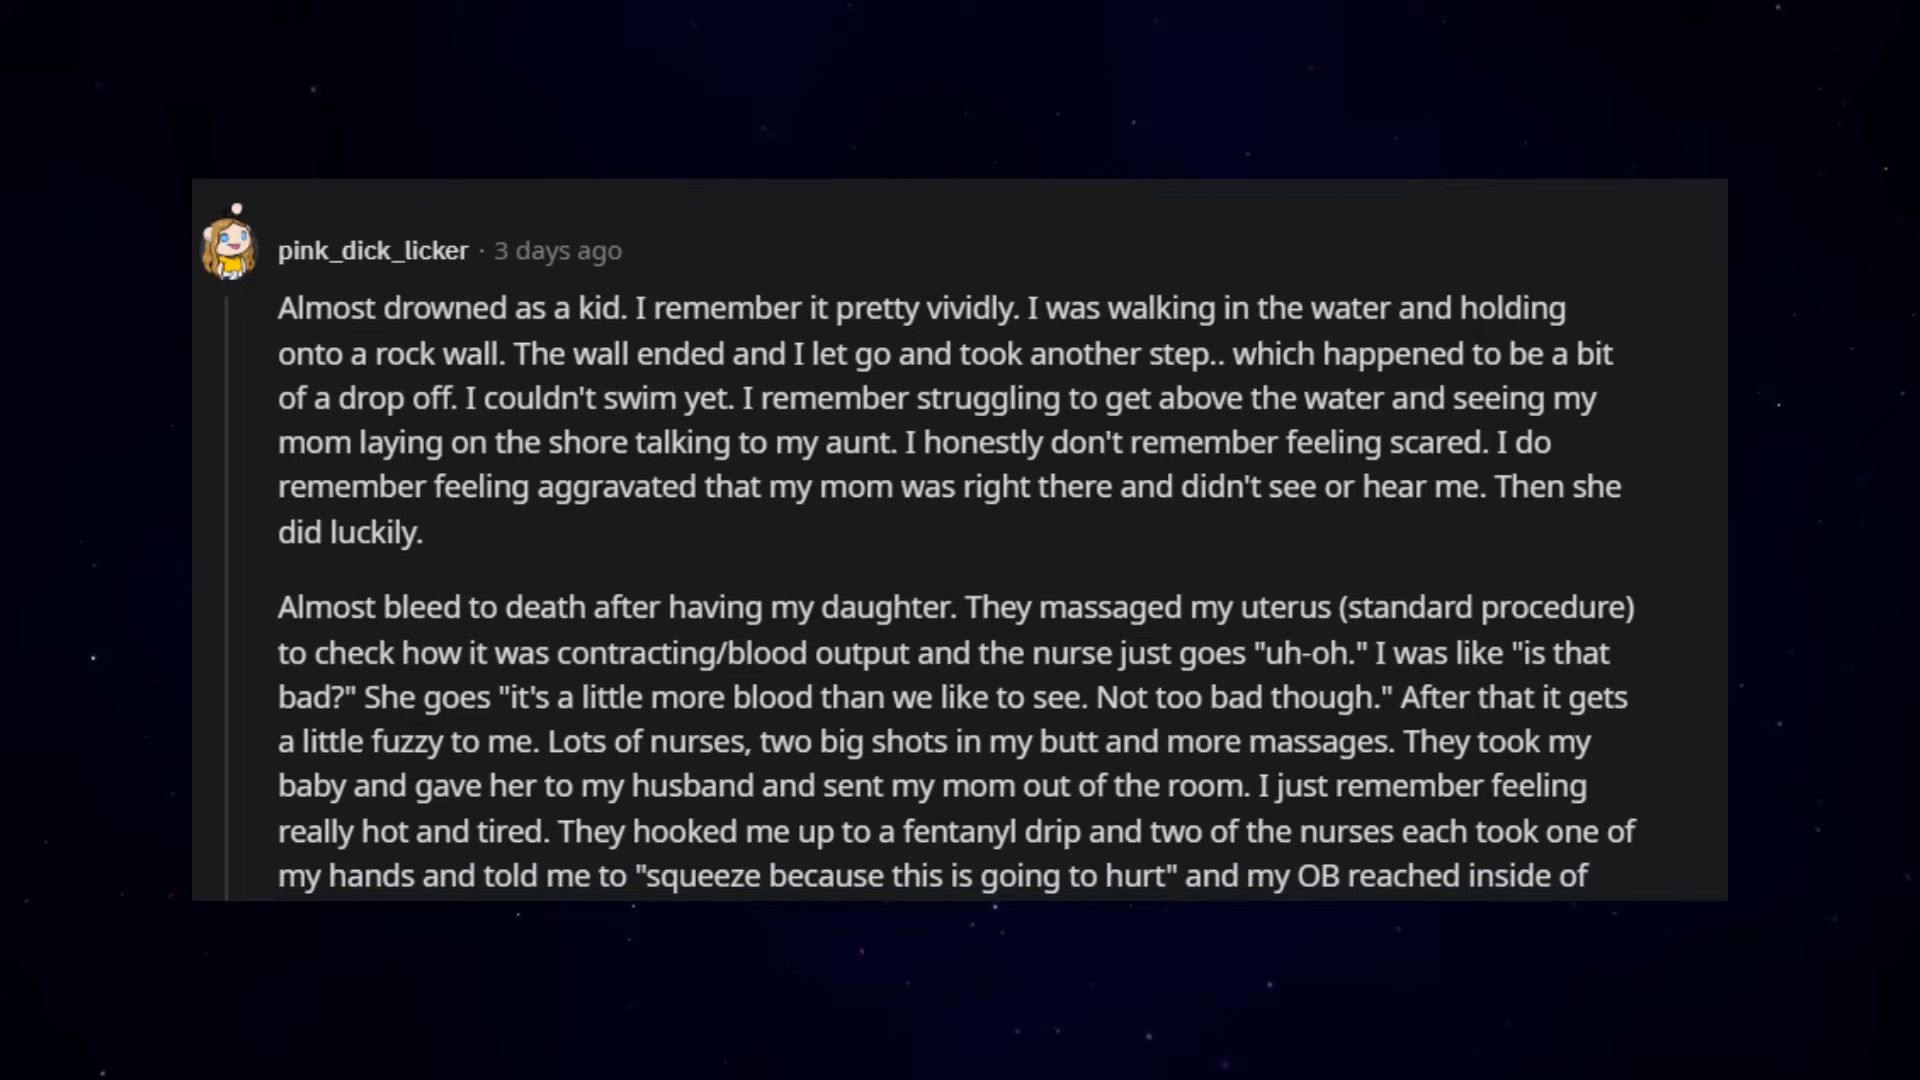 pink_dick_licker · 3 days ago
Almost drowned as a kid. I remember it pretty vividly. I was walking in the water and holding
onto a rock wall. The wall ended and I let go and took another step.. which happened to be a bit
of a drop off. I couldn't swim yet. I remember struggling to get above the water and seeing my
mom laying on the shore talking to my aunt. I honestly don't remember feeling scared. I do
remember feeling aggravated that my mom was right there and didn't see or hear me. Then she
did luckily.
Almost bleed to death after having my daughter. They massaged my uterus (standard procedure)
to check how it was contracting/blood output and the nurse just goes "uh-oh." I was like "is that
bad?" She goes "it's a little more blood than we like to see. Not too bad though." After that it gets
a little fuzzy to me. Lots of nurses, two big shots in my butt and more massages. They took my
baby and gave her to my husband and sent my mom out of the room. I just remember feeling
really hot and tired. They hooked me up to a fentanyl drip and two of the nurses each took one of
my hands and told me to "squeeze because this is going to hurt" and my OB reached inside of